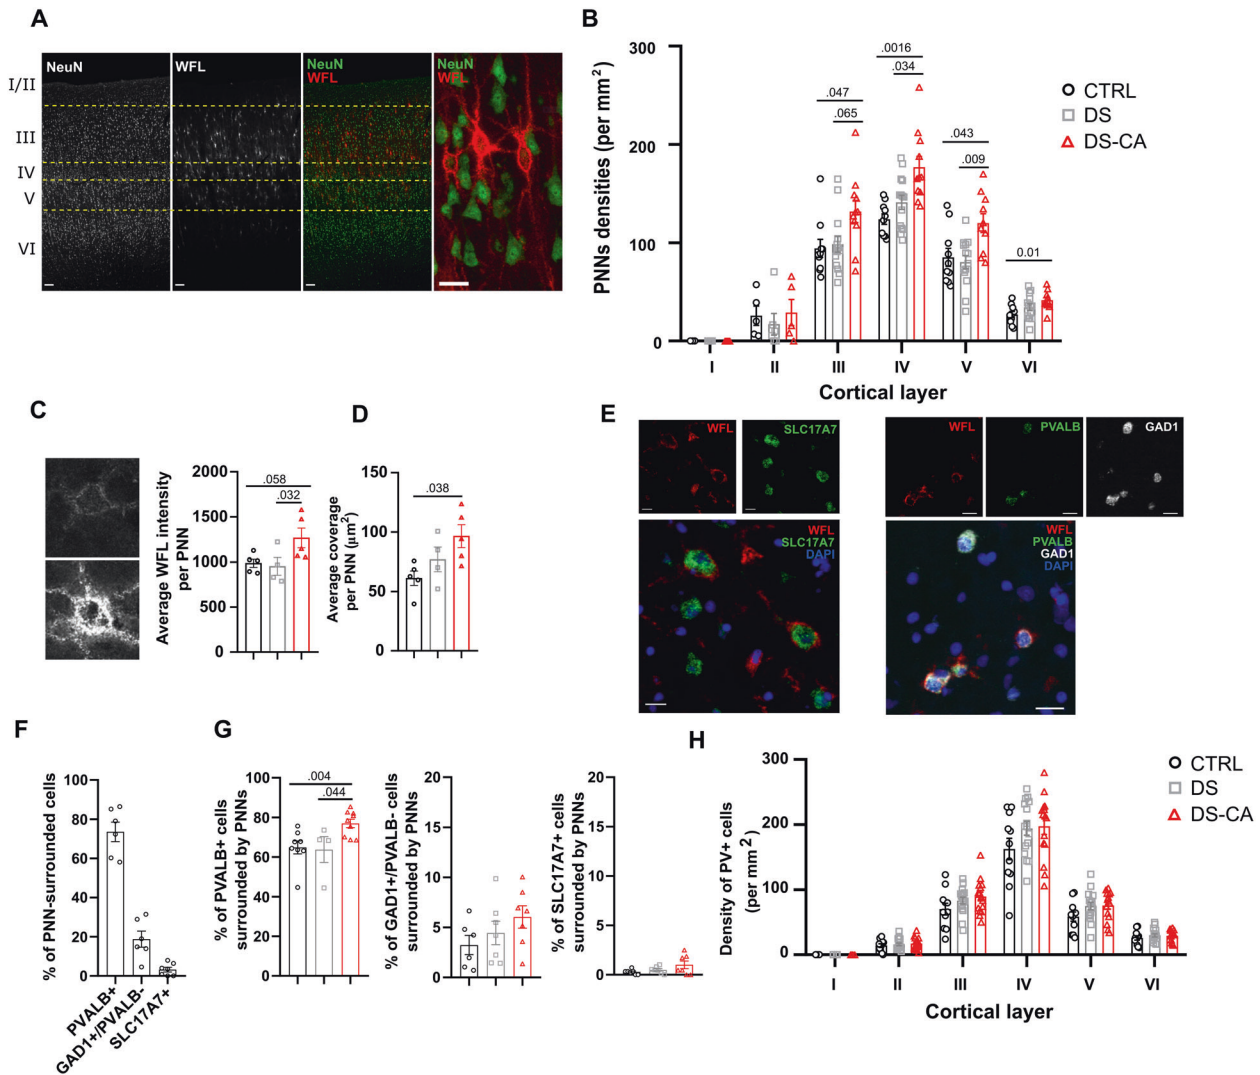 A
NeuN
WFL
NeuN
WFL
NeuN
WFL
I/II
III
IV
V
VI
B
PNNs densities (per mm²)
300
200
100
0
.047
.065
.0016
.034
.043
.009
0.01
I
II
III
IV
V
VI
Cortical layer
CTRL
DS
DS-CA
C
Average WFL intensity
per PNN
2000
1500
1000
500
0
.058
.032
D
Average coverage
per PNN (μm²)
150
100
50
0
.038
E
WFL
SLC17A7
WFL
SLC17A7
DAPI
WFL
PVALB
GAD1
WFL
PVALB
GAD1
DAPI
F
% of PNN-surrounded cells
100
80
60
40
20
0
PVALB+
GAD1+/PVALB-
SLC17A7+
G
% of PVALB+ cells
surrounded by PNNs
100
80
60
40
20
0
.004
.044
% of GAD1+/PVALB- cells
surrounded by PNNs
20
15
10
5
0
% of SLC17A7+ cells
surrounded by PNNs
20
15
10
5
0
H
Density of PV+ cells
(per mm²)
300
200
100
0
I
II
III
IV
V
VI
Cortical layer
CTRL
DS
DS-CA